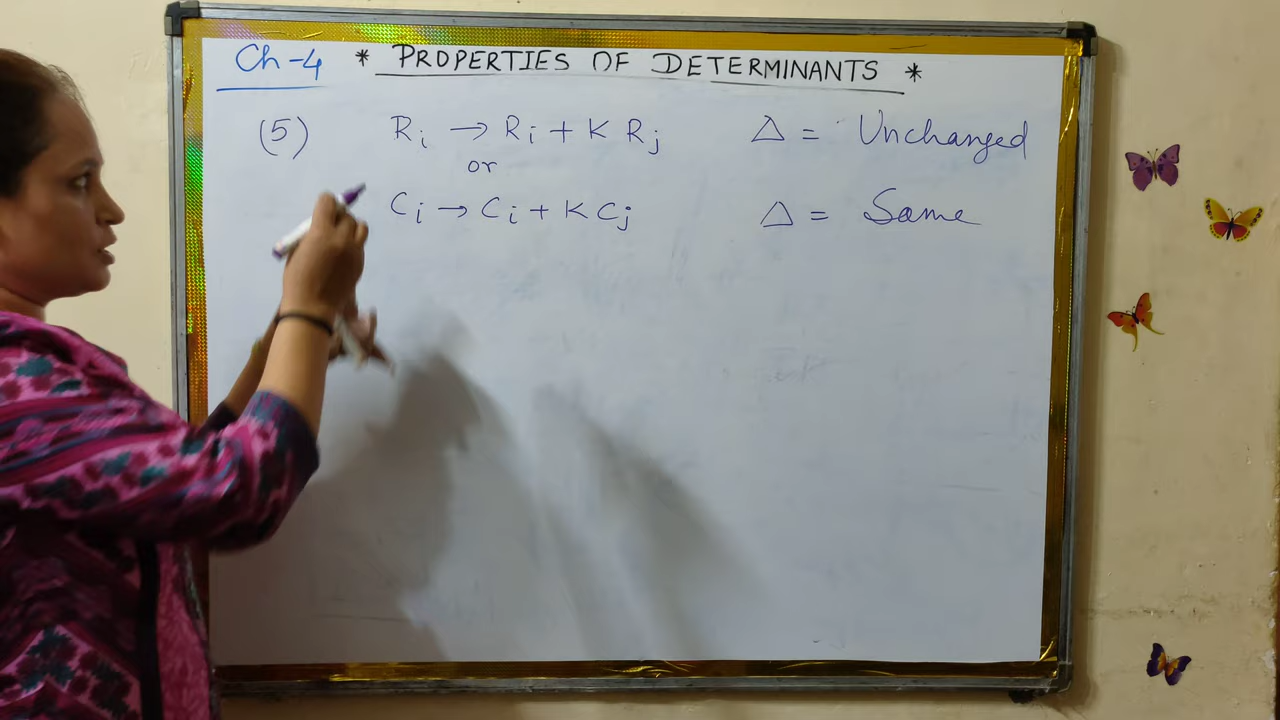 Ch-4 * PROPERTIES OF DETERMINANTS *
(5) Ri → Ri + K Rj Δ = Unchanged
or
Ci → Ci + K Cj Δ = Same